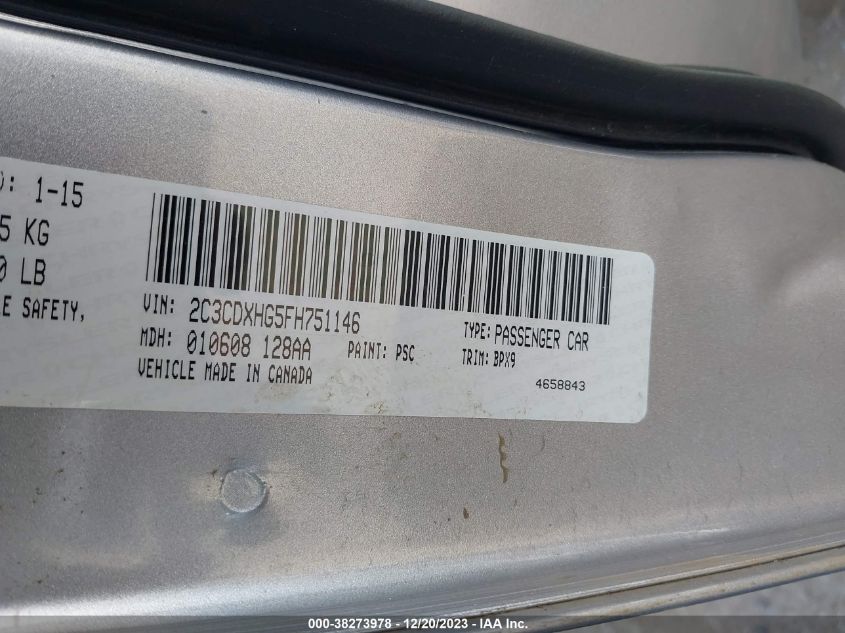 : 1-15
5 KG
0 LB
LE SAFETY,
VIN: 2C3CDXHG5FH751146
MDH: 010608 128AA
PAINT: PSC
VEHICLE MADE IN CANADA
TYPE: PASSENGER CAR
TRIM: BPX9
4658843
000-38273978 - 12/20/2023 - IAA Inc.